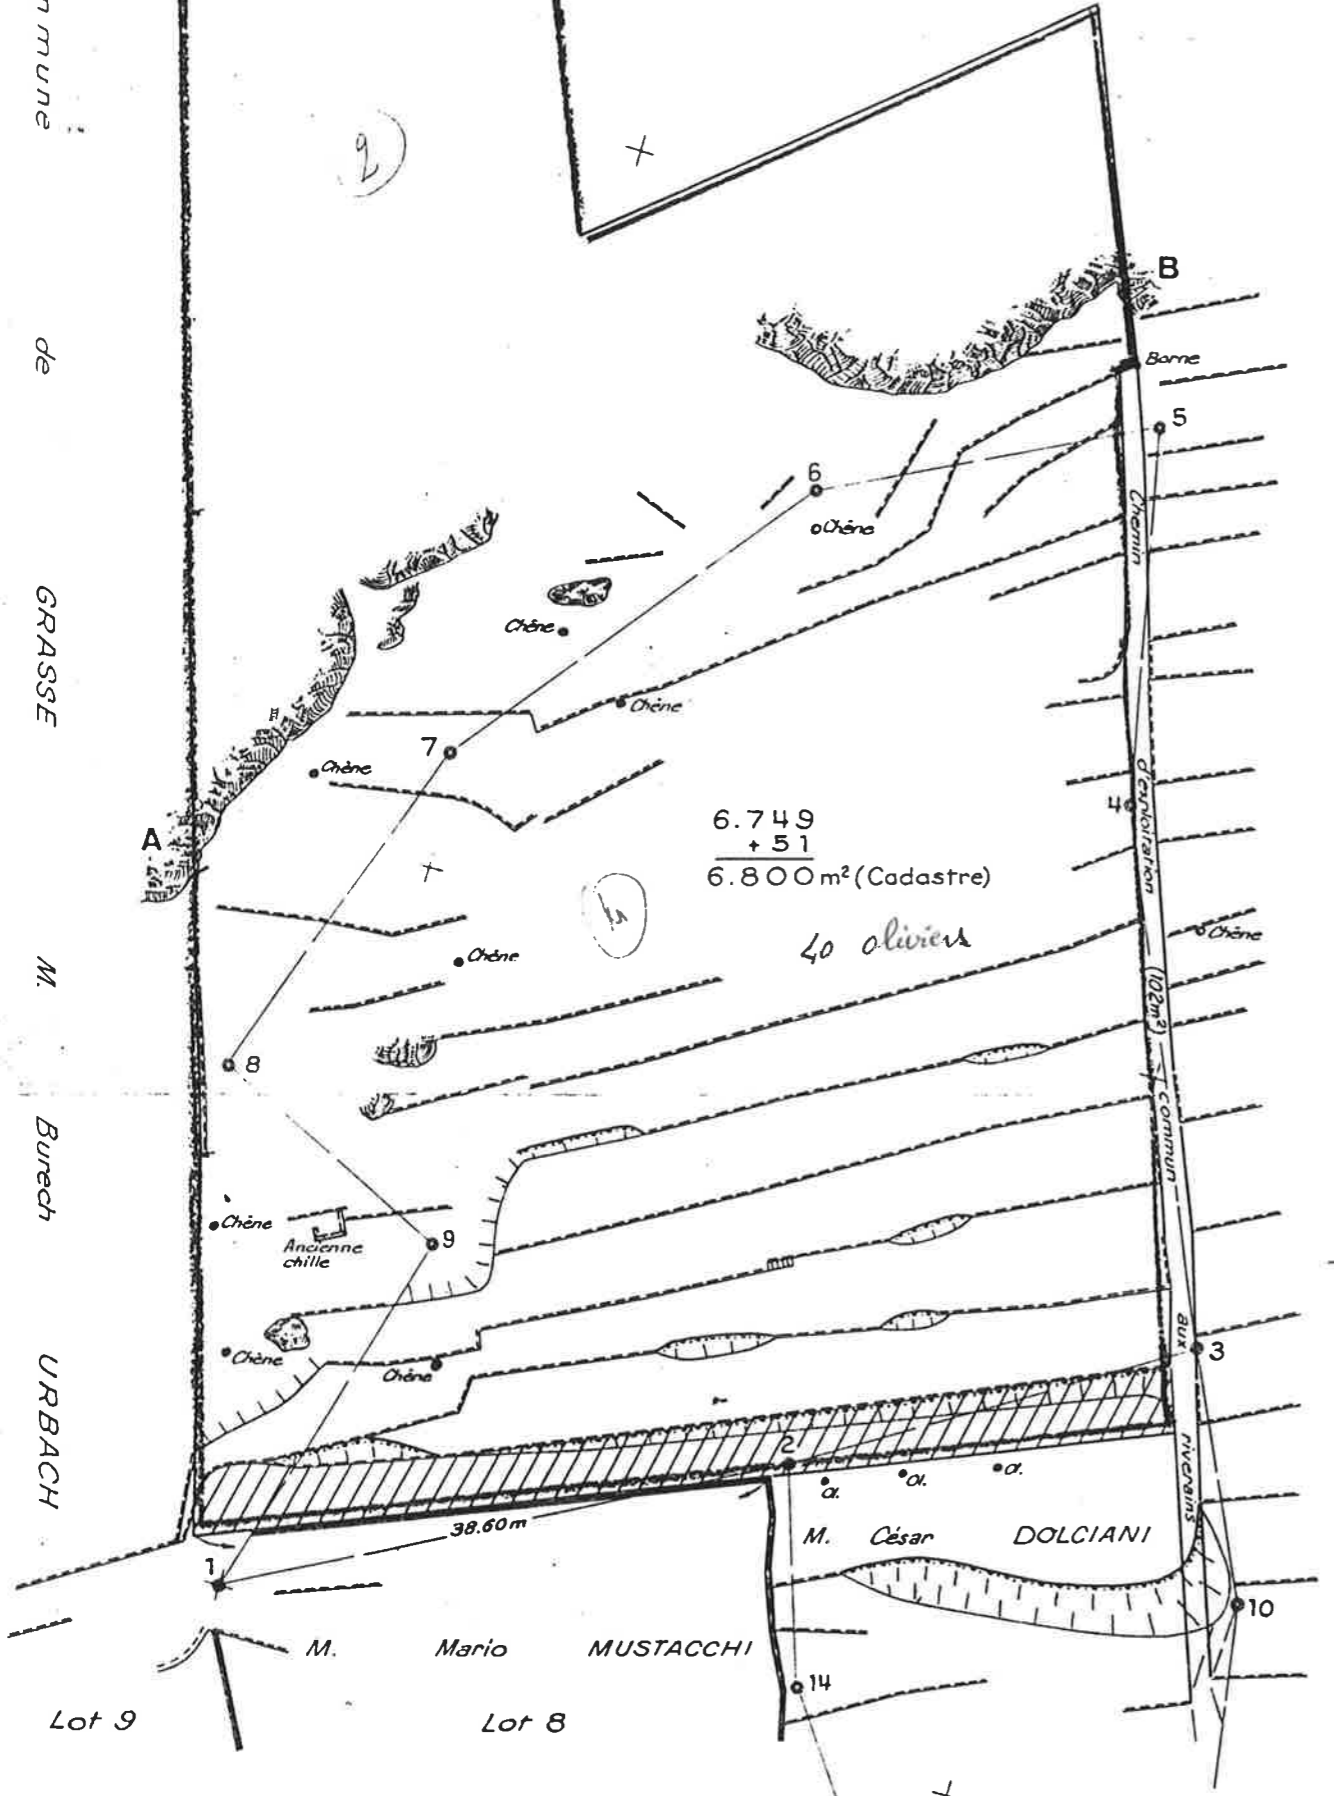 mmune de GRASSE M. Burech URBACH
2
B
Borne
5
6
Chêne
Chemin d'exploitation (102m²) commun aux riverains
Chêne
Chêne
7
Chêne
A
4
6.749
+ 51
6.800 m² (Cadastre)
40 oliviers
Chêne
Chêne
8
Chêne
9
Ancienne
chille
Chêne
Chêne
3
2
ol.
ol.
ol.
38.60 m
M. César DOLCIANI
1
10
M. Mario MUSTACCHI
14
Lot 9
Lot 8